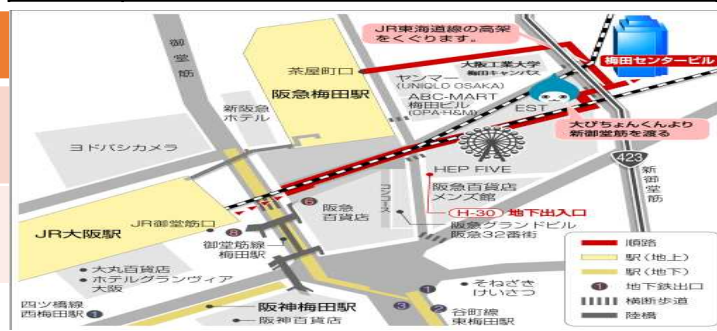 JR東海道線の高架
をくぐります。
御堂筋
茶屋町口
阪急梅田駅
大阪工業大学
梅田キャンパス
梅田センタービル
ヤンマー
(UNIQLO OSAKA)
ABC-MART
梅田ビル
(OPA・H&M)
EST
新阪急
ホテル
大びちょんくんより
新御堂筋を渡る
ヨドバシカメラ
423
新御堂筋
HEP FIVE
コンコース
阪急百貨店
メンズ館
6
阪急
百貨店
(H-30) 地下出入口
JR御堂筋口
8
JR大阪駅
御堂筋線
梅田駅
阪急グランドビル
阪急32番街
順路
駅(地上)
駅(地下)
1 地下鉄出口
横断歩道
陸橋
大丸百貨店
ホテルグランヴィア
大阪
1
そねざき
けいさつ
四ツ橋線
西梅田駅
1
阪神梅田駅
阪神百貨店
3
2
谷町線
東梅田駅